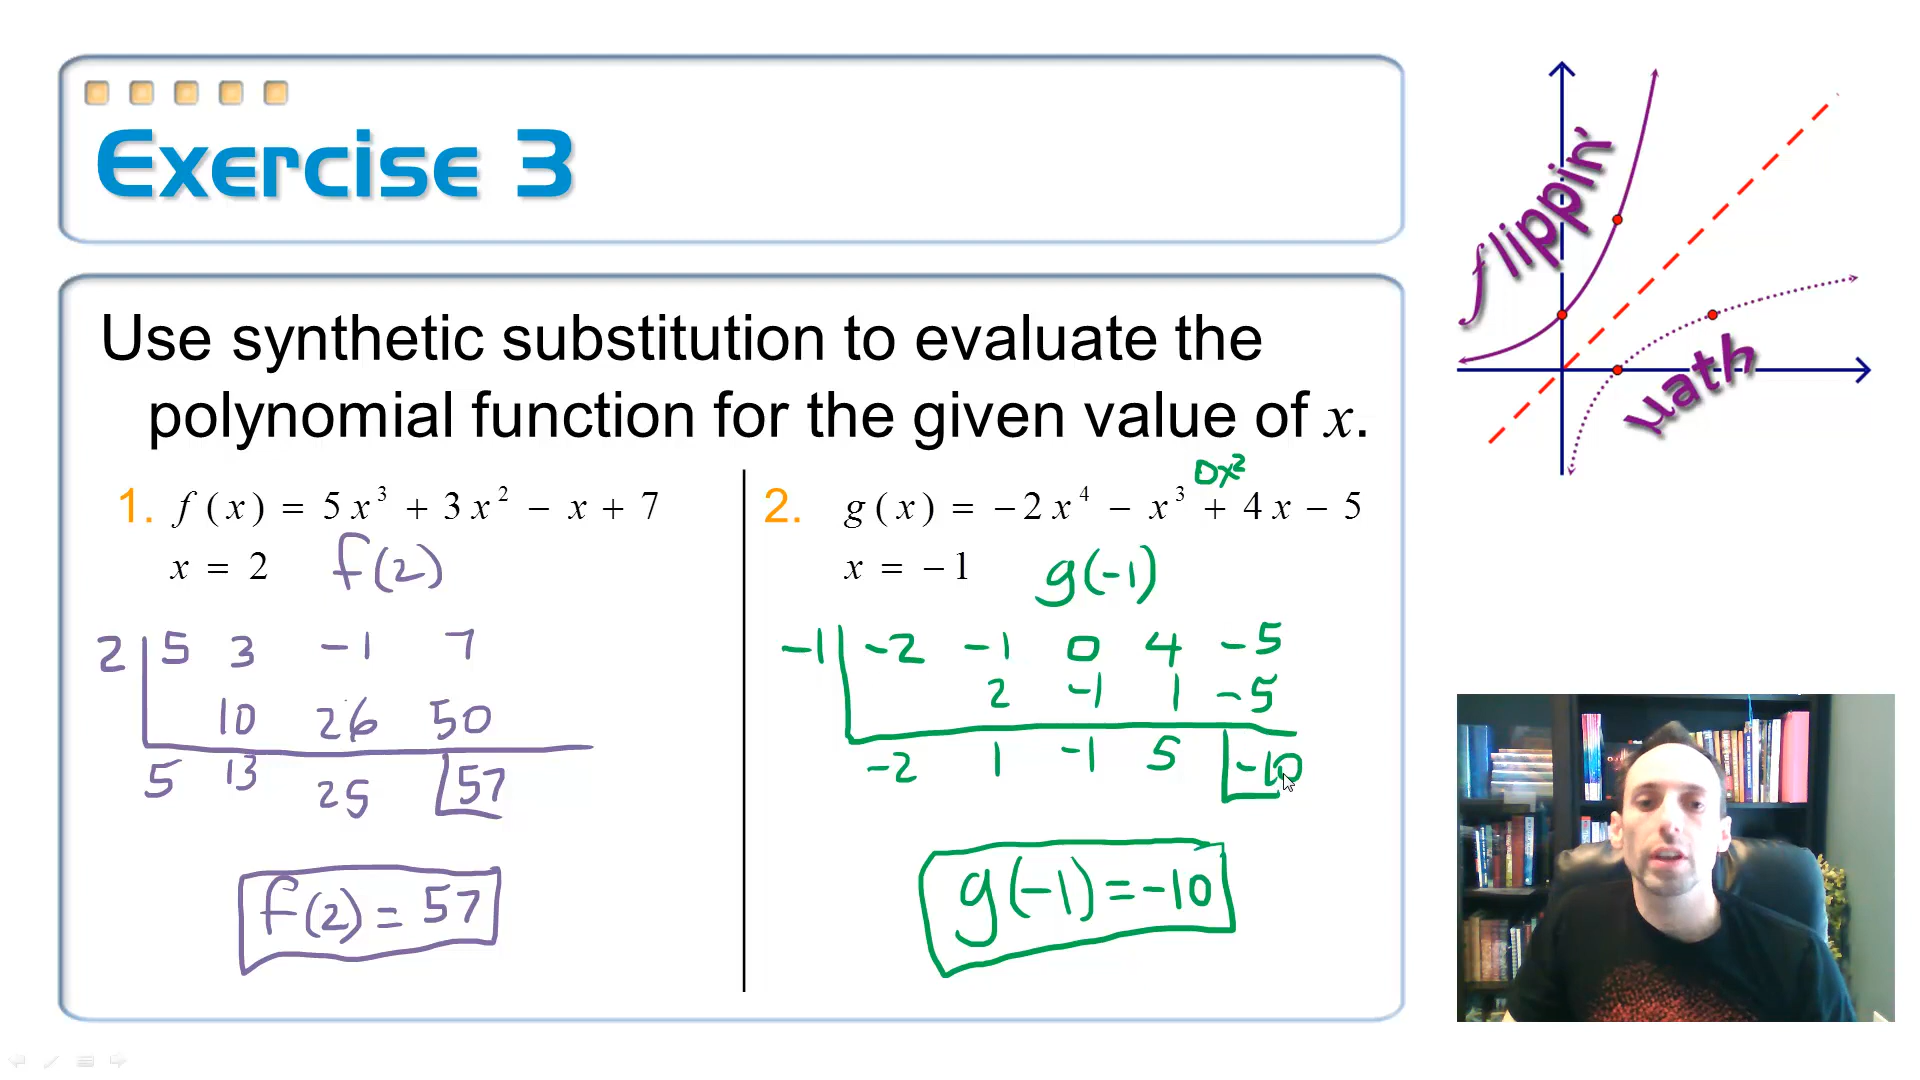 Exercise 3
Use synthetic substitution to evaluate the
polynomial function for the given value of x.
1. f(x) = 5x³ + 3x² − x + 7
x = 2 f(2)
2 5 3 −1 7
10 26 50
5 13 25 57
f(2) = 57
0x²
2. g(x) = −2x⁴ − x³ + 4x − 5
x = −1 g(-1)
-1 -2 -1 0 4 -5
2 -1 1 -5
-2 1 -1 5 -10
g(-1) = -10
flippin'
math